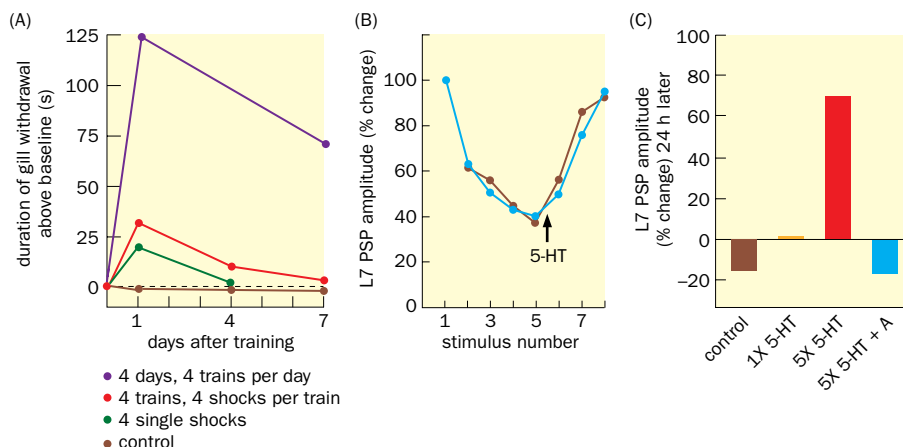 (A)
duration of gill withdrawal
above baseline (s)
125
100
75
50
25
0
1
4
7
days after training
4 days, 4 trains per day
4 trains, 4 shocks per train
4 single shocks
control
(B)
L7 PSP amplitude (% change)
100
80
60
40
20
0
5-HT
1
3
5
7
stimulus number
(C)
L7 PSP amplitude
(% change) 24 h later
100
80
60
40
20
0
−20
control
1X 5-HT
5X 5-HT
5X 5-HT + A